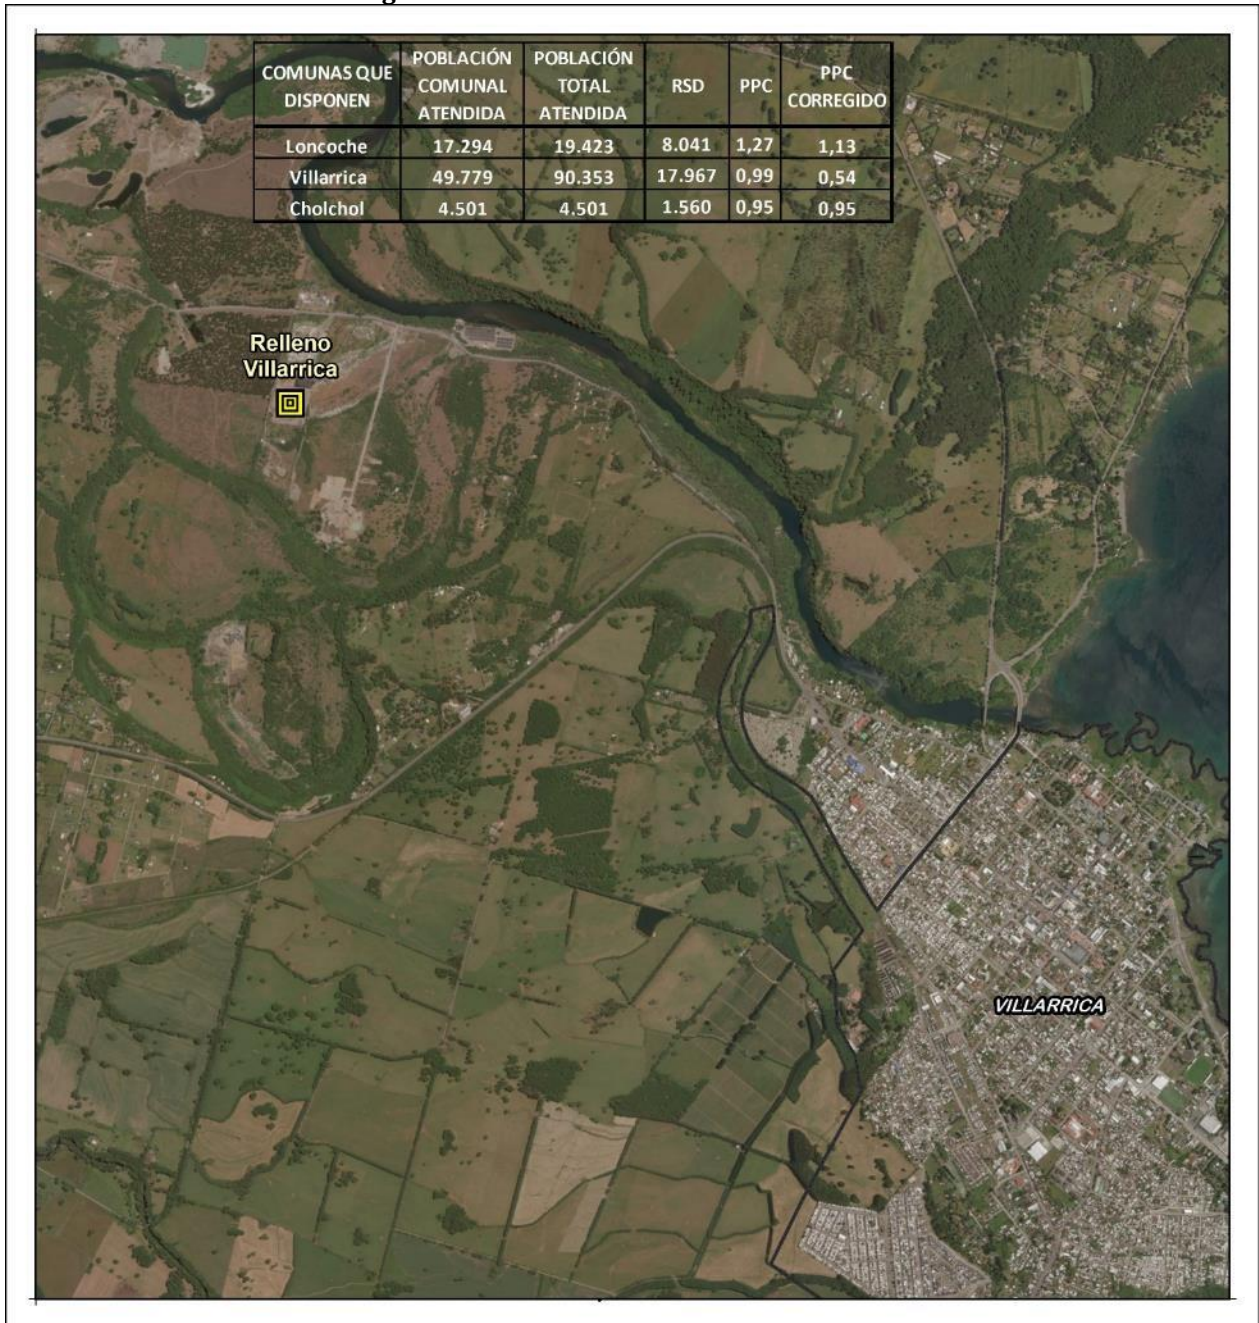 COMUNAS QUE DISPONEN POBLACIÓN COMUNAL ATENDIDA POBLACIÓN TOTAL ATENDIDA RSD PPC PPC CORREGIDO
Loncoche 17.294 19.423 8.041 1,27 1,13
Villarrica 49.779 90.353 17.967 0,99 0,54
Cholchol 4.501 4.501 1.560 0,95 0,95
Relleno
Villarrica
VILLARRICA